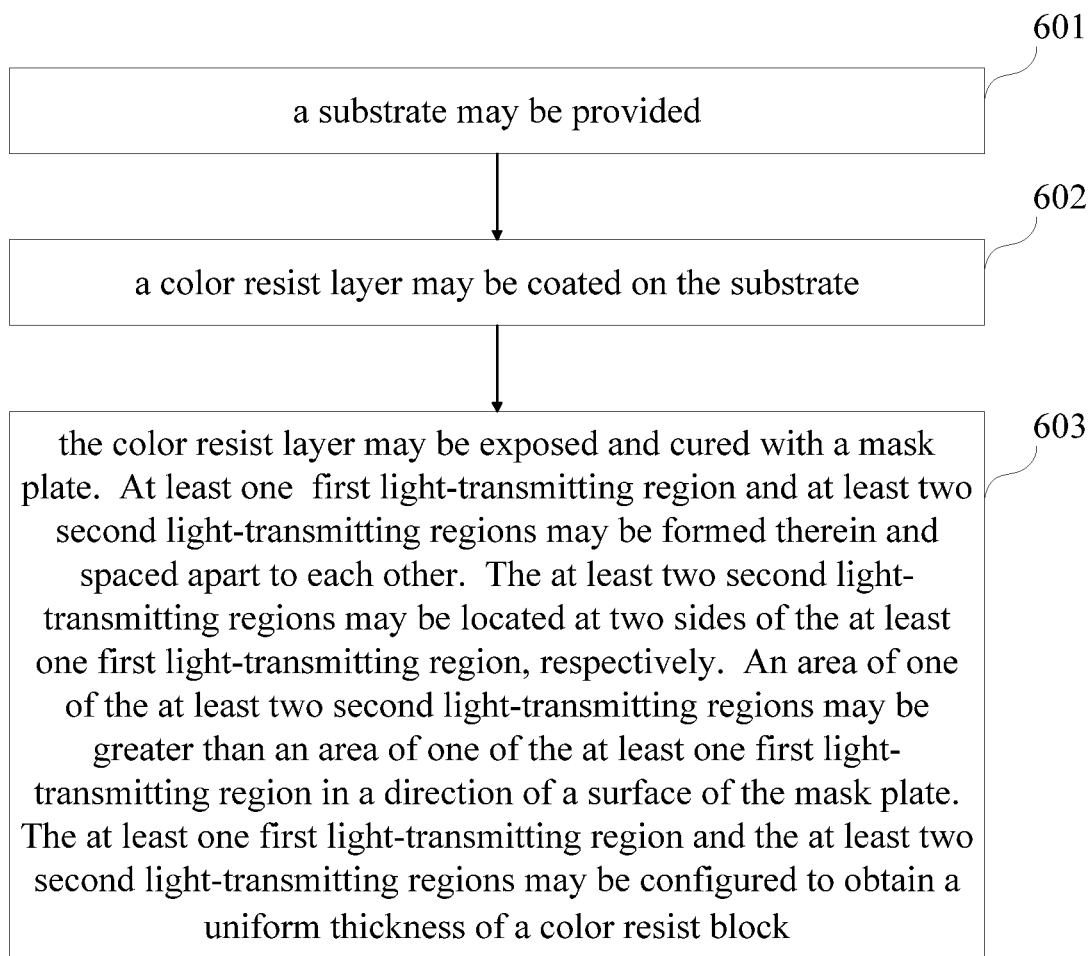 601
a substrate may be provided
602
a color resist layer may be coated on the substrate
603
the color resist layer may be exposed and cured with a mask
plate. At least one first light-transmitting region and at least two
second light-transmitting regions may be formed therein and
spaced apart to each other. The at least two second light-
transmitting regions may be located at two sides of the at least
one first light-transmitting region, respectively. An area of one
of the at least two second light-transmitting regions may be
greater than an area of one of the at least one first light-
transmitting region in a direction of a surface of the mask plate.
The at least one first light-transmitting region and the at least two
second light-transmitting regions may be configured to obtain a
uniform thickness of a color resist block